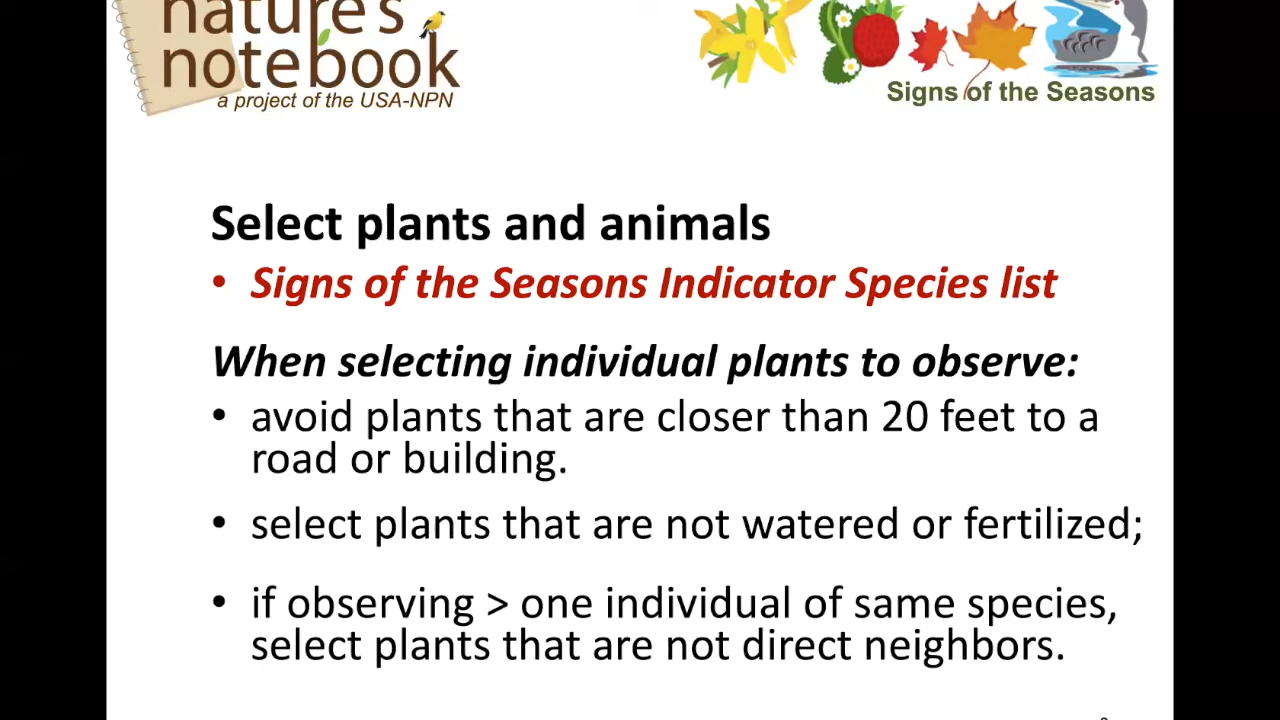 nature's
notebook
a project of the USA-NPN
Signs of the Seasons
Select plants and animals
• Signs of the Seasons Indicator Species list
When selecting individual plants to observe:
• avoid plants that are closer than 20 feet to a
road or building.
• select plants that are not watered or fertilized;
• if observing > one individual of same species,
select plants that are not direct neighbors.